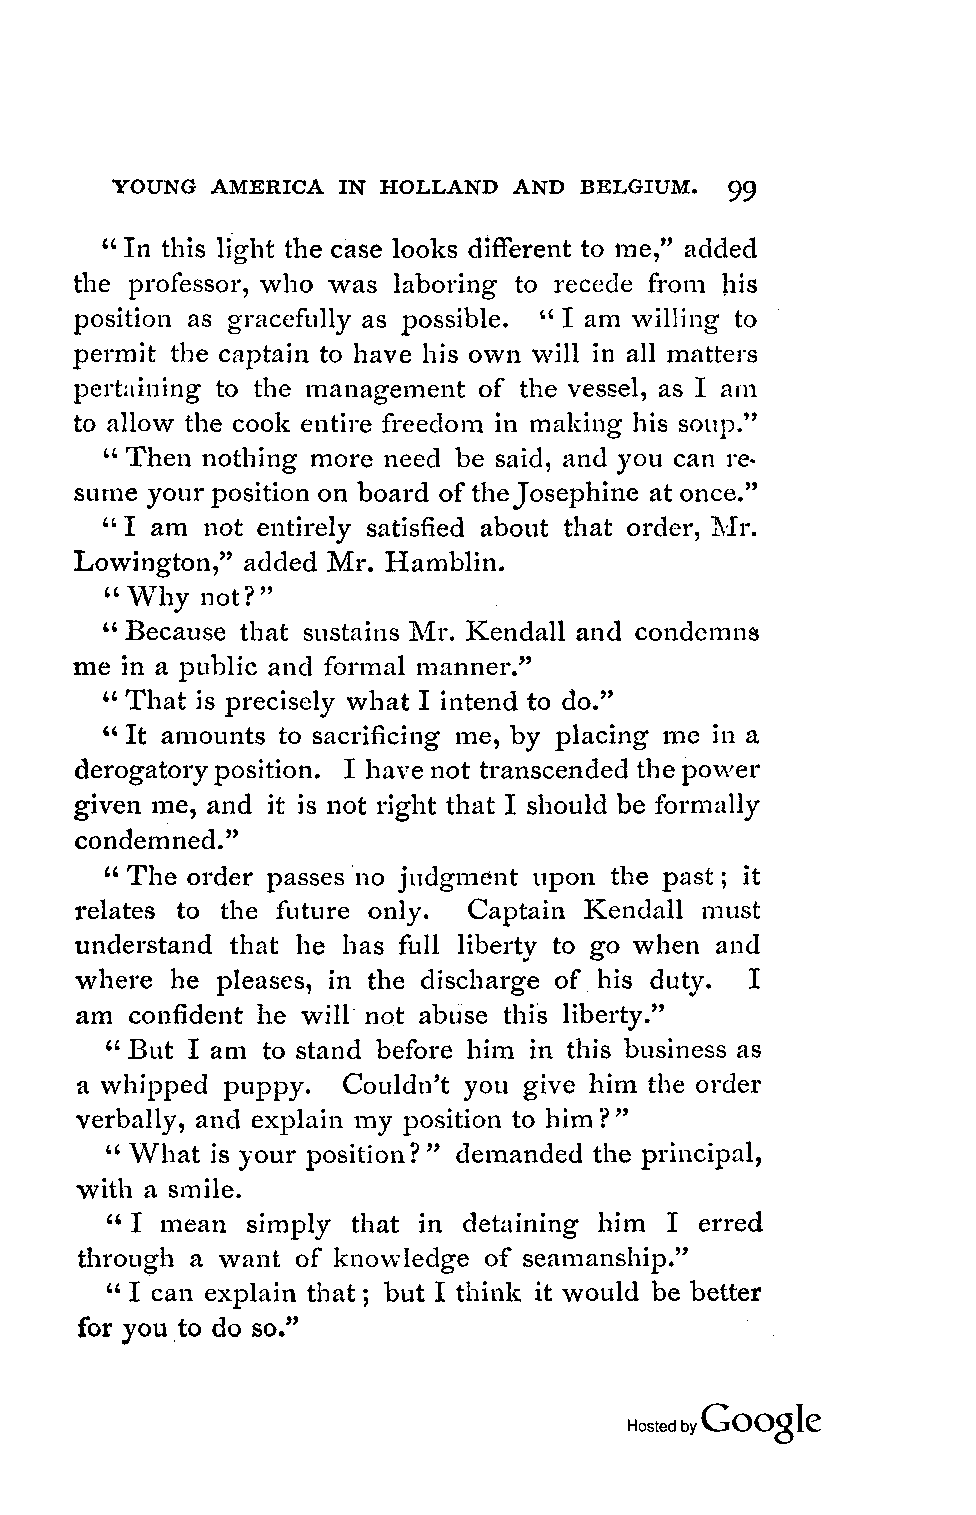 YOUNG AMERICA IN HOLLAND AND BELGIUM. 99
“ In this light the case looks different to me,” added
the professor, who was laboring to recede from his
position as gracefully as possible. “ I am willing to
permit the captain to have his own will in all matters
pertaining to the management of the vessel, as I am
to allow the cook entire freedom in making his soup.”
“ Then nothing more need be said, and you can re-
sume your position on board of the Josephine at once.”
“ I am not entirely satisfied about that order, Mr.
Lowington,” added Mr. Hamblin.
“ Why not? ”
“ Because that sustains Mr. Kendall and condemns
me in a public and formal manner.”
“ That is precisely what I intend to do.”
“ It amounts to sacrificing me, by placing me in a
derogatory position. I have not transcended the power
given me, and it is not right that I should be formally
condemned.”
“ The order passes no judgment upon the past ; it
relates to the future only. Captain Kendall must
understand that he has full liberty to go when and
where he pleases, in the discharge of his duty. I
am confident he will not abuse this liberty.”
“ But I am to stand before him in this business as
a whipped puppy. Couldn’t you give him the order
verbally, and explain my position to him ? ”
“ What is your position? ” demanded the principal,
with a smile.
“ I mean simply that in detaining him I erred
through a want of knowledge of seamanship.”
“ I can explain that ; but I think it would be better
for you to do so.”
Hosted by Google